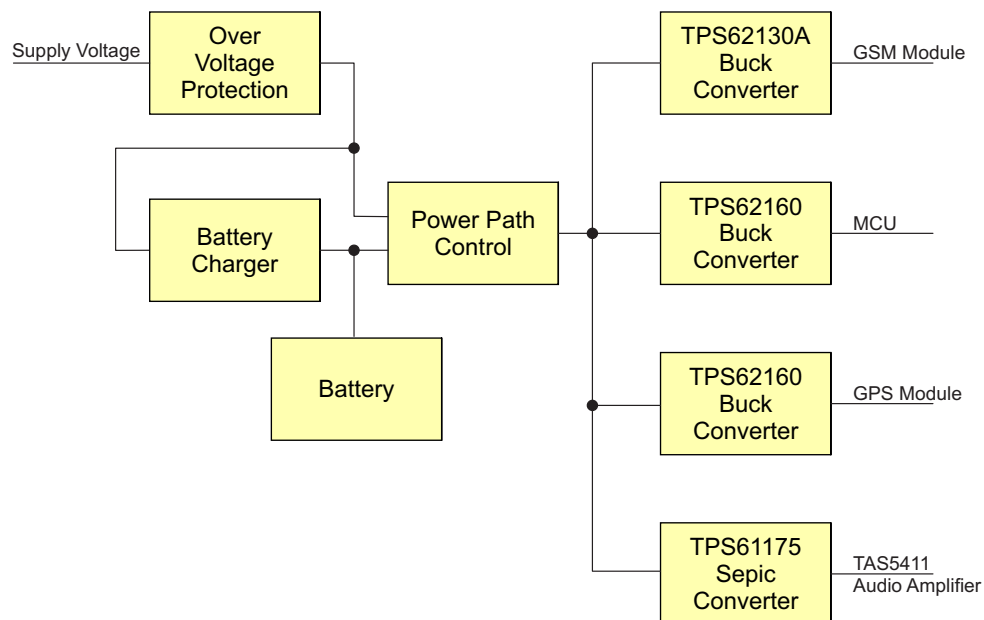 Supply Voltage
Over
Voltage
Protection
TPS62130A
Buck
Converter
GSM Module
Battery
Charger
Power Path
Control
TPS62160
Buck
Converter
MCU
Battery
TPS62160
Buck
Converter
GPS Module
TPS61175
Sepic
Converter
TAS5411
Audio Amplifier